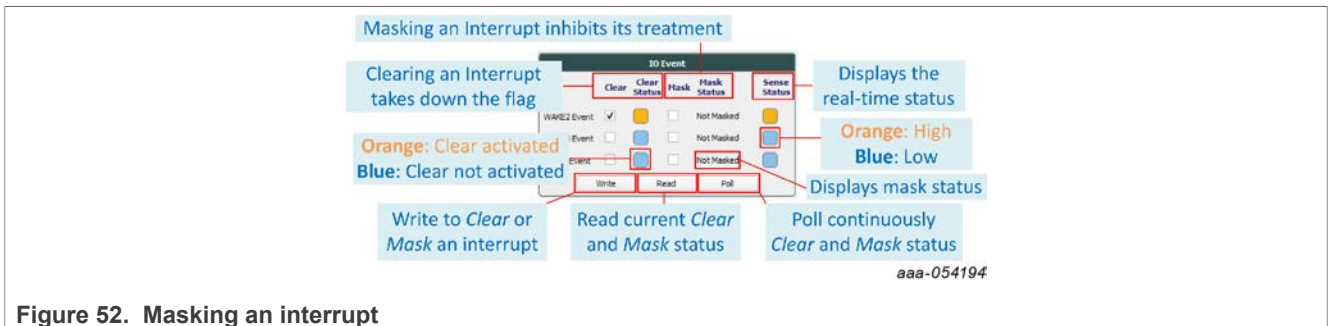 Masking an Interrupt inhibits its treatment
IO Event
Clearing an Interrupt
takes down the flag
Clear
Clear
Status
Mask
Mask
Status
Sense
Status
Displays the
real-time status
WAKE2 Event
Not Masked
Event
Not Masked
Orange: High
Blue: Low
Orange: Clear activated
Blue: Clear not activated
Event
Not Masked
Displays mask status
Write
Read
Poll
Write to Clear or
Mask an interrupt
Read current Clear
and Mask status
Poll continuously
Clear and Mask status
aaa-054194
Figure 52. Masking an interrupt